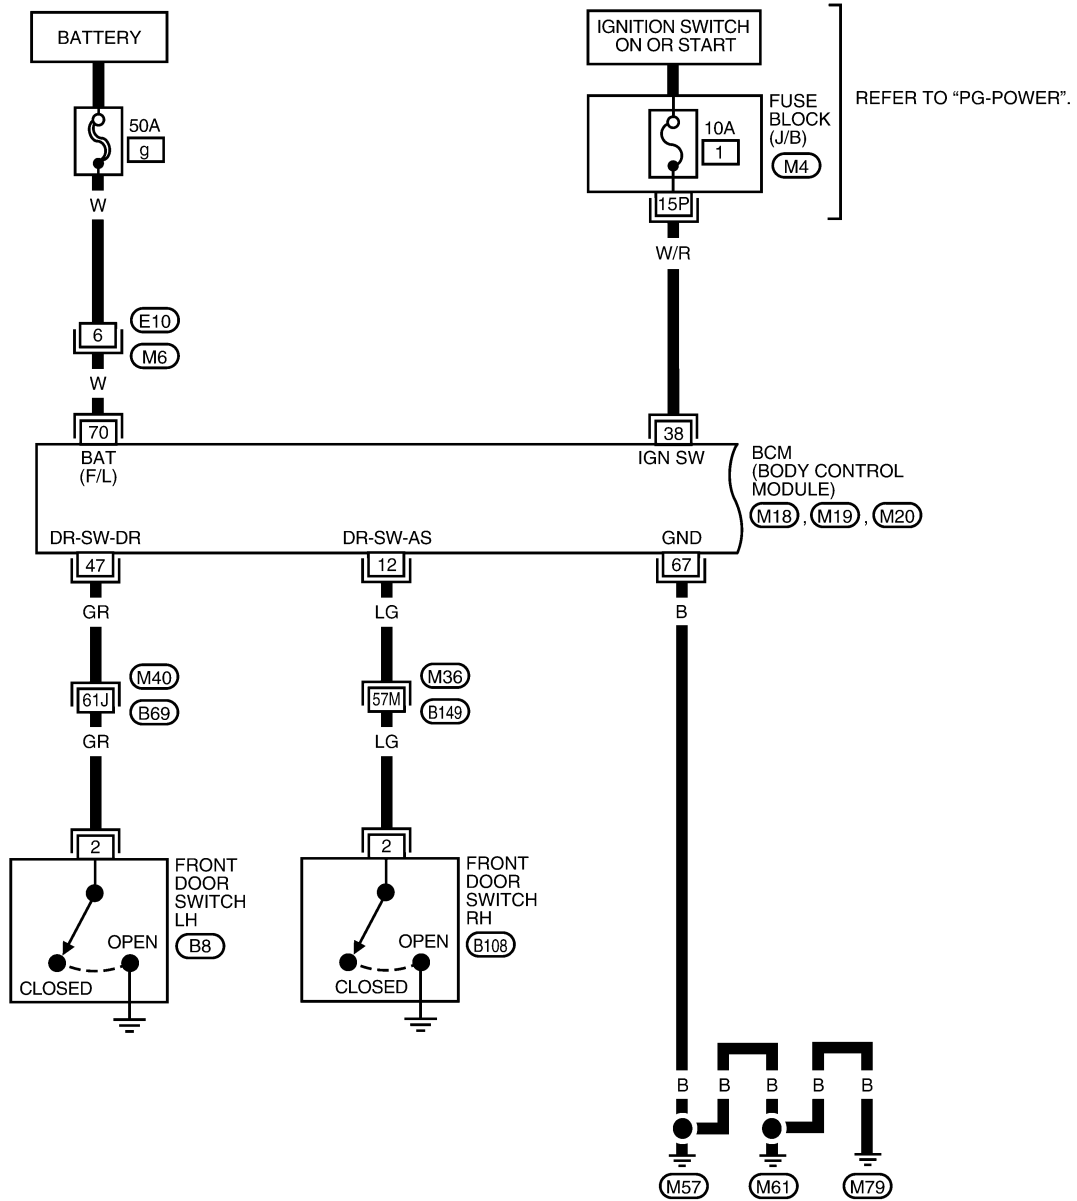 BATTERY
50A
g
W
6
E10
M6
W
70
BAT
(F/L)
IGNITION SWITCH
ON OR START
10A
1
FUSE
BLOCK
(J/B)
M4
REFER TO “PG-POWER”.
15P
W/R
38
IGN SW
BCM
(BODY CONTROL
MODULE)
M18 , M19 , M20
DR-SW-DR
DR-SW-AS
GND
47
12
67
GR
LG
B
61J
M40
B69
57M
M36
B149
GR
LG
2
FRONT
DOOR
SWITCH
LH
B8
OPEN
CLOSED
2
FRONT
DOOR
SWITCH
RH
B108
OPEN
CLOSED
B B B B B
M57 M61 M79